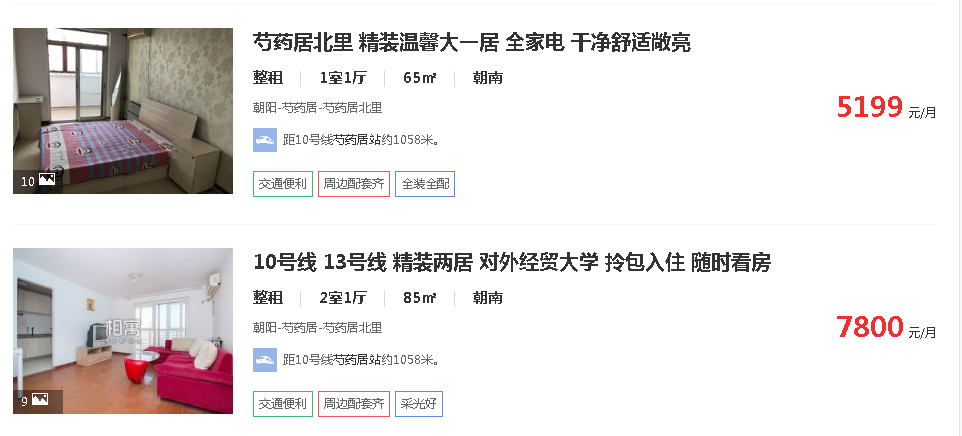 芍药居北里 精装温馨大一居 全家电 干净舒适敞亮
整租 1室1厅 65㎡ 朝南
朝阳-芍药居-芍药居北里
5199 元/月
距10号线芍药居站约1058米。
10
交通便利 周边配套齐 全装全配
10号线 13号线 精装两居 对外经贸大学 拎包入住 随时看房
整租 2室1厅 85㎡ 朝南
朝阳-芍药居-芍药居北里
相寓
7800 元/月
距10号线芍药居站约1058米。
9
交通便利 周边配套齐 采光好